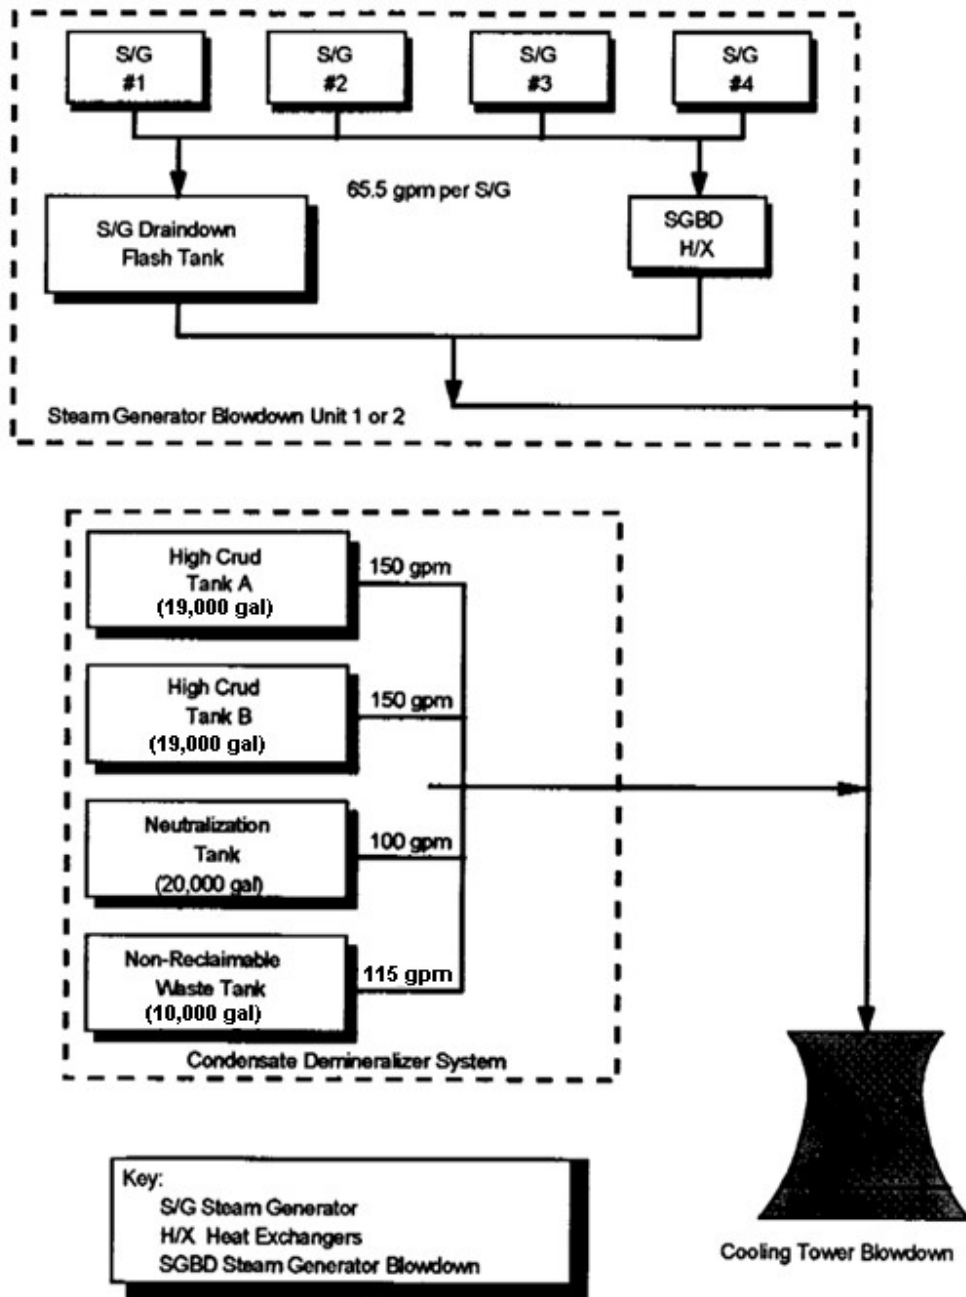 S/G
#1
S/G
#2
S/G
#3
S/G
#4
65.5 gpm per S/G
S/G Draindown
Flash Tank
SGBD
H/X
Steam Generator Blowdown Unit 1 or 2
High Crud
Tank A
(19,000 gal)
150 gpm
High Crud
Tank B
(19,000 gal)
150 gpm
Neutralization
Tank
(20,000 gal)
100 gpm
Non-Reclaimable
Waste Tank
(10,000 gal)
115 gpm
Condensate Demineralizer System
Key:
S/G Steam Generator
H/X Heat Exchangers
SGBD Steam Generator Blowdown
Cooling Tower Blowdown